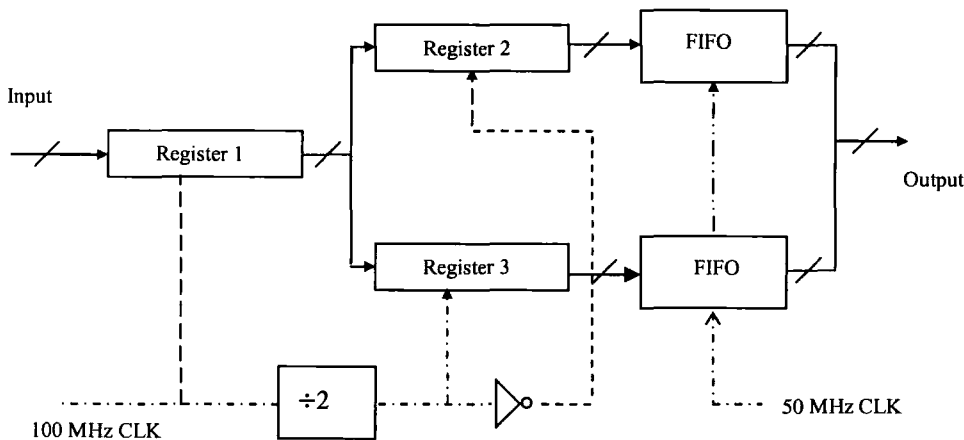 Register 2
FIFO
Input
Register 1
Output
Register 3
FIFO
÷2
100 MHz CLK
50 MHz CLK